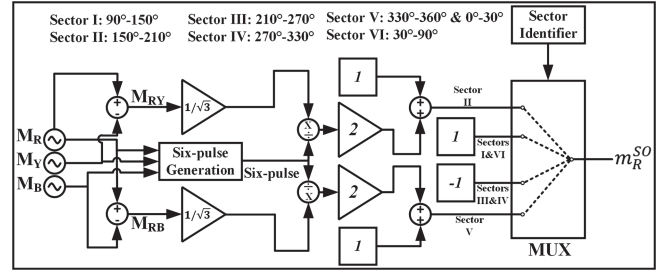 Sector I: 90°-150° Sector III: 210°-270° Sector V: 330°-360° & 0°-30°
Sector II: 150°-210° Sector IV: 270°-330° Sector VI: 30°-90°
Sector
Identifier
M_RY
1/√3
X
÷
2
1
+
+
Sector
II
M_R
M_Y
M_B
Six-pulse
Generation
Six-pulse
1
Sectors
I&VI
-1
Sectors
III&IV
m_R^SO
+
-
M_RB
1/√3
÷
X
2
1
+
+
Sector
V
MUX
+
-